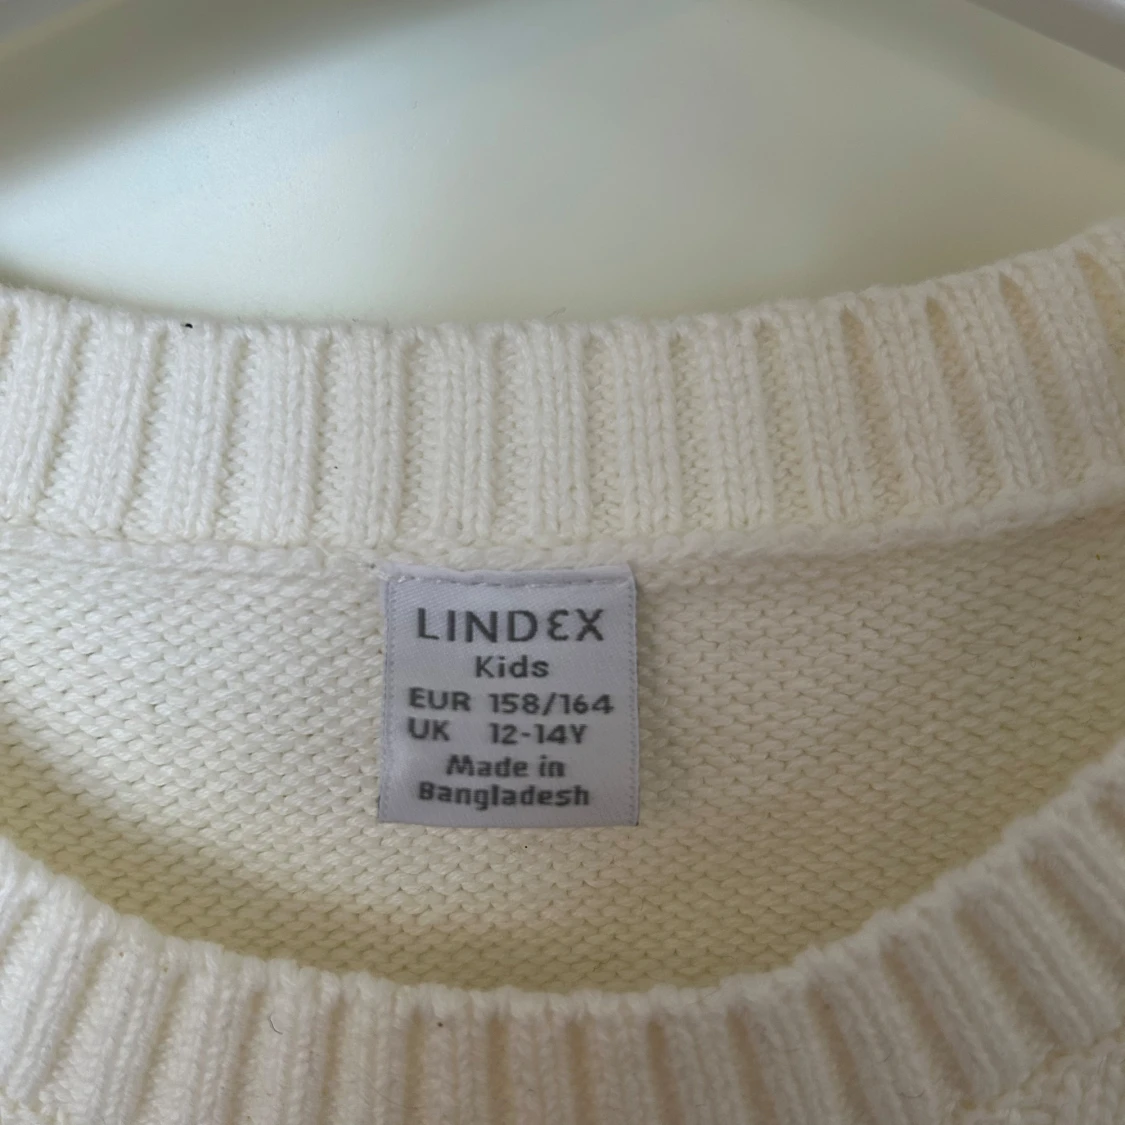 LINDEX
Kids
EUR 158/164
UK 12-14Y
Made in
Bangladesh